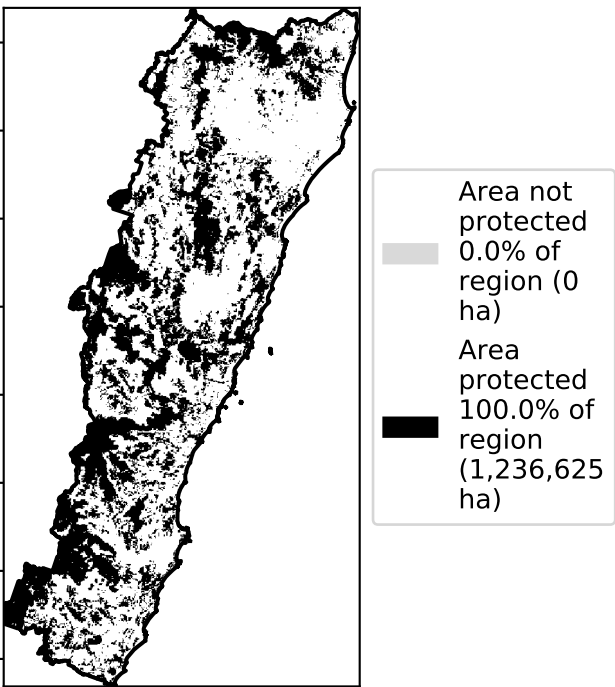 Area not
protected
0.0% of
region (0
ha)
Area
protected
100.0% of
region
(1,236,625
ha)